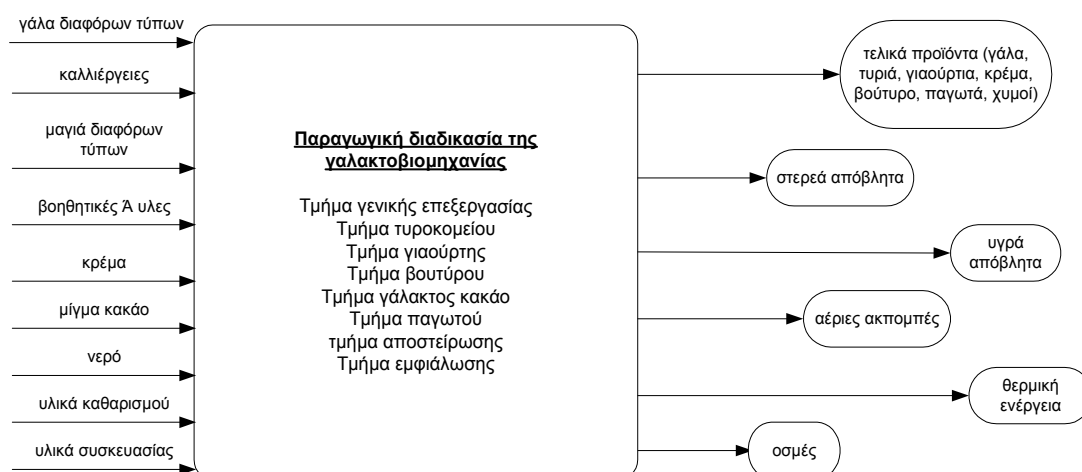 γάλα διαφόρων τύπων
καλλιέργειες
μαγιά διαφόρων
τύπων
βοηθητικές Ά υλες
κρέμα
μίγμα κακάο
νερό
υλικά καθαρισμού
υλικά συσκευασίας
Παραγωγική διαδικασία της
γαλακτοβιομηχανίας
Τμήμα γενικής επεξεργασίας
Τμήμα τυροκομείου
Τμήμα γιαούρτης
Τμήμα βουτύρου
Τμήμα γάλακτος κακάο
Τμήμα παγωτού
τμήμα αποστείρωσης
Τμήμα εμφιάλωσης
τελικά προϊόντα (γάλα,
τυριά, γιαούρτια, κρέμα,
βούτυρο, παγωτά, χυμοί)
στερεά απόβλητα
υγρά
απόβλητα
αέριες ακπομπές
θερμική
ενέργεια
οσμές